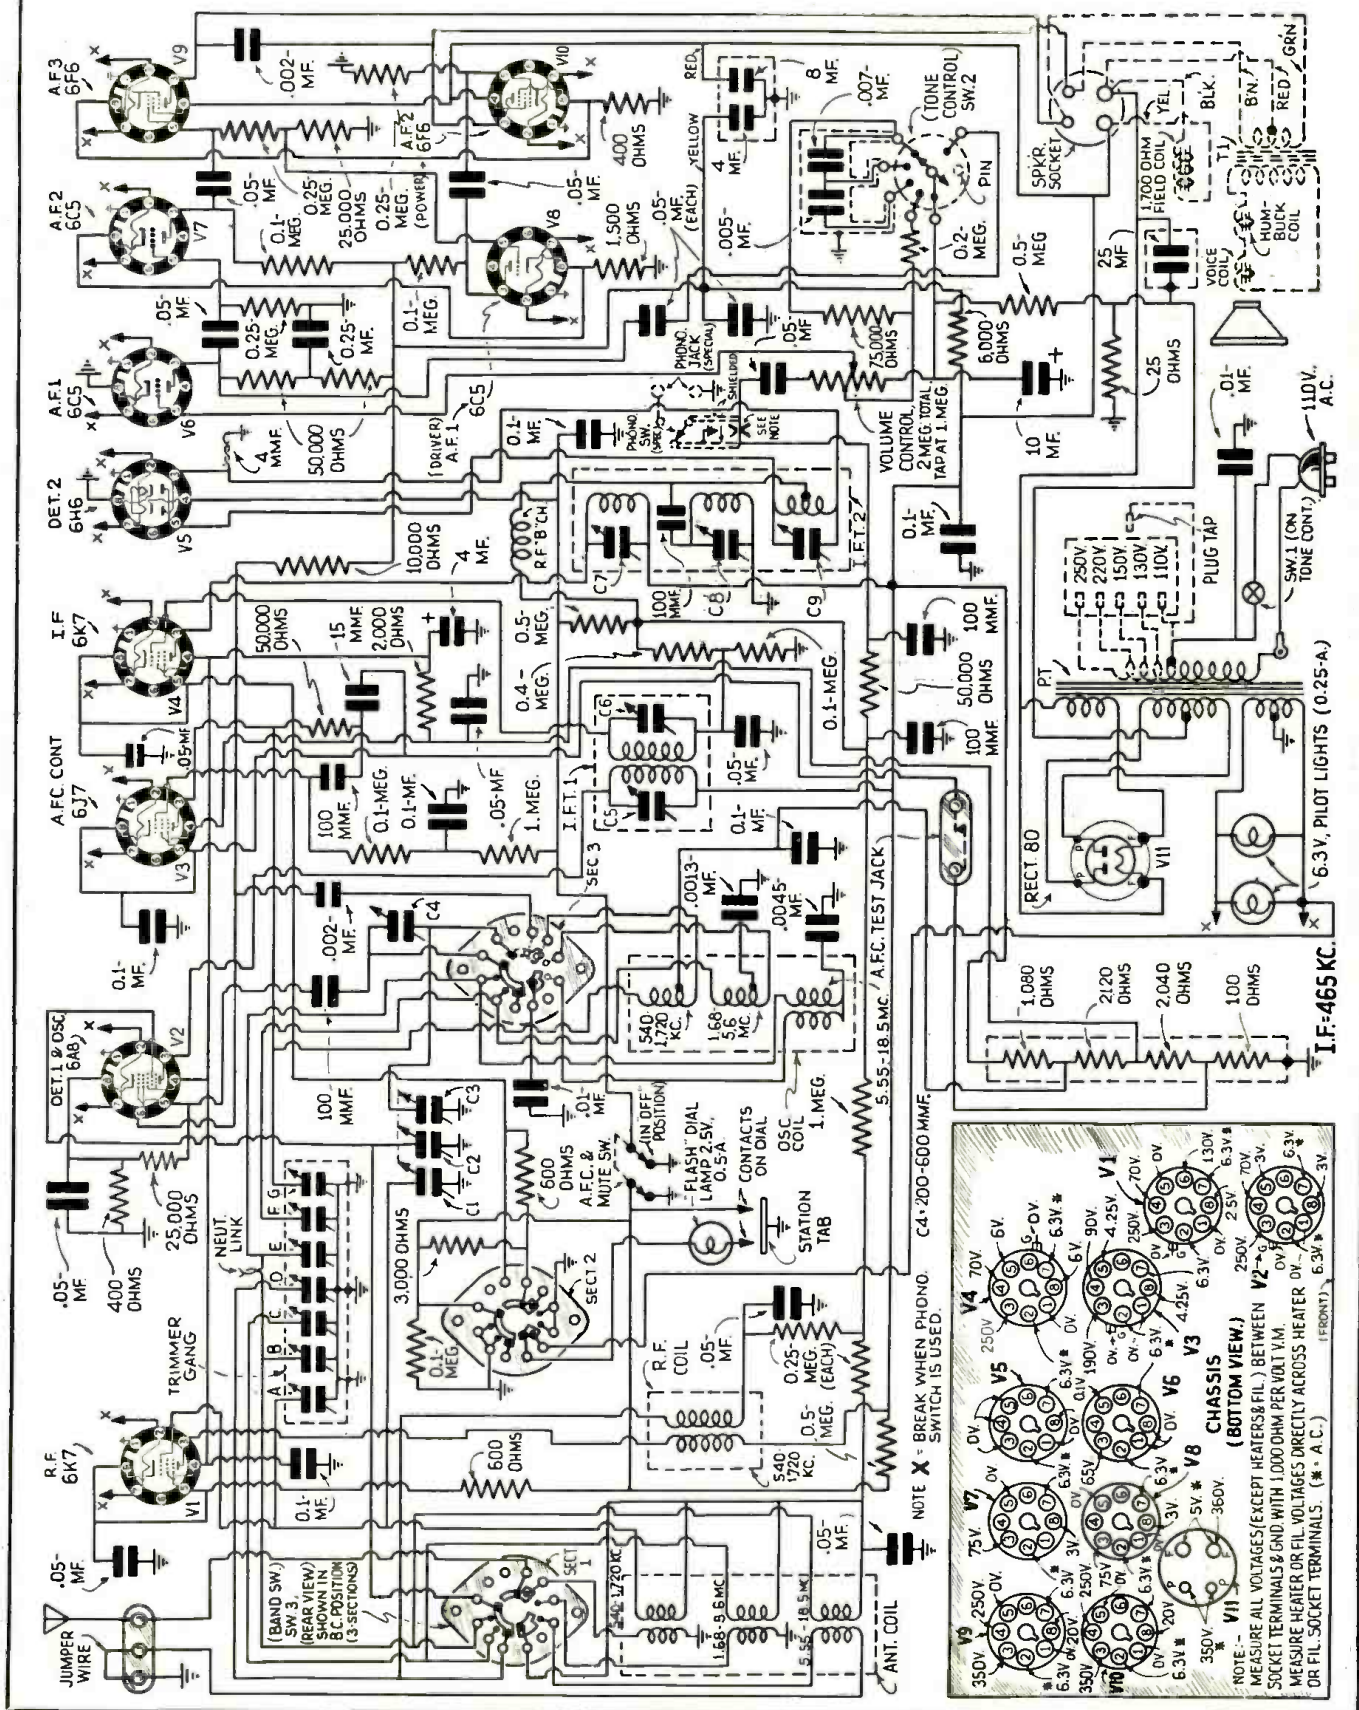 JUMPER
WIRE
.05-
MF.
R.F.
6K7
V1
TRIMMER
GANG
NEUT.
LINK
A
B
C
D
E
F
G
0.1-
MF.
.05-
MF.
400
OHMS
25,000
OHMS
DET.1 & OSC.
6A8
V2
0.1-
MF.
A.F.C. CONT
6J7
V3
.05-MF
I.F
6K7
V4
DET.2
6H6
V5
A.F.1
6C5
V6
A.F.2
6C5
V7
A.F.3
6F6
V9
.002-
MF.
.05-
MF.
0.25-
MEG.
25,000
OHMS
0.25-
MEG.
0.1-
MEG.
.05-
MF.
0.25-
MEG.
0.25-
MF.
50,000
OHMS
4
MMF.
(POWER)
A.F.2
6F6
V10
400
OHMS
.05-
MF.
V8
1,500
OHMS
0.1-
MEG.
(DRIVER)
A.F.1
6C5
10,000
OHMS
4
MF.
50,000
OHMS
15
MMF.
2,000
OHMS
100
MMF.
0.1-MEG.
0.1-MF.
.05-MF
1. MEG.
.002-
MF.
100
MMF.
C4
C1
C2
C3
(BAND SW.)
SW. 3,
(REAR VIEW)
SHOWN IN
B.C. POSITION
(3-SECTIONS)
SECT
1
600
OHMS
3,000 OHMS
0.1-
MEG.
SECT 2
600
OHMS
A.F.C. &
MUTE SW.
(IN "OFF"
POSITION)
.01-
MF.
SEC 3
I.F.T. 1
C5
C6
0.4-
MEG.
0.5-
MEG.
0.1-MEG.
.05-
MF.
R.F. "B" CH.
0.1-
MF.
C7
100
MMF.
C8
C9
I.F.T. 2
PHONO.
SW.
(SPEC.)
PHONO.
JACK
(SPECIAL)
SHIELDED
SEE
NOTE
.05-
MF.
(EACH)
.05-
MF
RED
YELLOW
8
MF.
4
MF.
.007-
MF.
.005-
MF.
(TONE
CONTROL)
SW.2
PIN
0.2-
MEG.
75,000
OHMS
6,000
OHMS
0.5-
MEG
VOLUME
CONTROL,
2 MEG. TOTAL
TAP AT 1. MEG.
10
MF.
0.1-
MF.
25
OHMS
25
MF
SPKR.
SOCKET
1,700 OHM
FIELD COIL
YEL.
BLK.
BN.
RED
GRN
T1
VOICE
COIL
HUM-
BUCK
COIL
540-1720 KC.
1.68-5.6 MC
5.55-18.5 MC
ANT. COIL
.05-
MF.
R.F.
COIL
540-
1720
KC.
.05-
MF.
0.25-
MEG.
(EACH)
0.5-
MEG.
FLASH DIAL
LAMP 2.5V.,
0.5 A.
CONTACTS
ON DIAL
STATION
TAB
540-
1,720
KC.
1.68-
5.6
MC.
OSC.
COIL
5.55-18.5 MC.
1. MEG.
.0013-
MF.
.0045-
MF.
0.1-
MF.
A.F.C. TEST JACK
100
MMF.
50,000
OHMS
100
MMF.
NOTE X = BREAK WHEN PHONO.
SWITCH IS USED.
C4 = 200-600 MMF.
1,080
OHMS
2,120
OHMS
2,040
OHMS
100
OHMS
RECT. 80
V11
P.T.
250V.
220V.
150V.
130V.
110V.
PLUG TAP
.01-
MF.
SW.1 (ON
TONE CONT.)
110V.,
A.C.
6.3V., PILOT LIGHTS (0.25-A.)
I.F.=465 KC.
V9
V7
V5
V4
V1
V10
V8
V6
V3
V2
V11
CHASSIS
(BOTTOM VIEW.)
(FRONT)
NOTE:-
MEASURE ALL VOLTAGES (EXCEPT HEATERS & FIL.) BETWEEN
SOCKET TERMINALS & GND. WITH 1,000 OHM PER VOLT V.M.
MEASURE HEATER OR FIL. VOLTAGES DIRECTLY ACROSS HEATER
OR FIL. SOCKET TERMINALS. (* = A.C.)